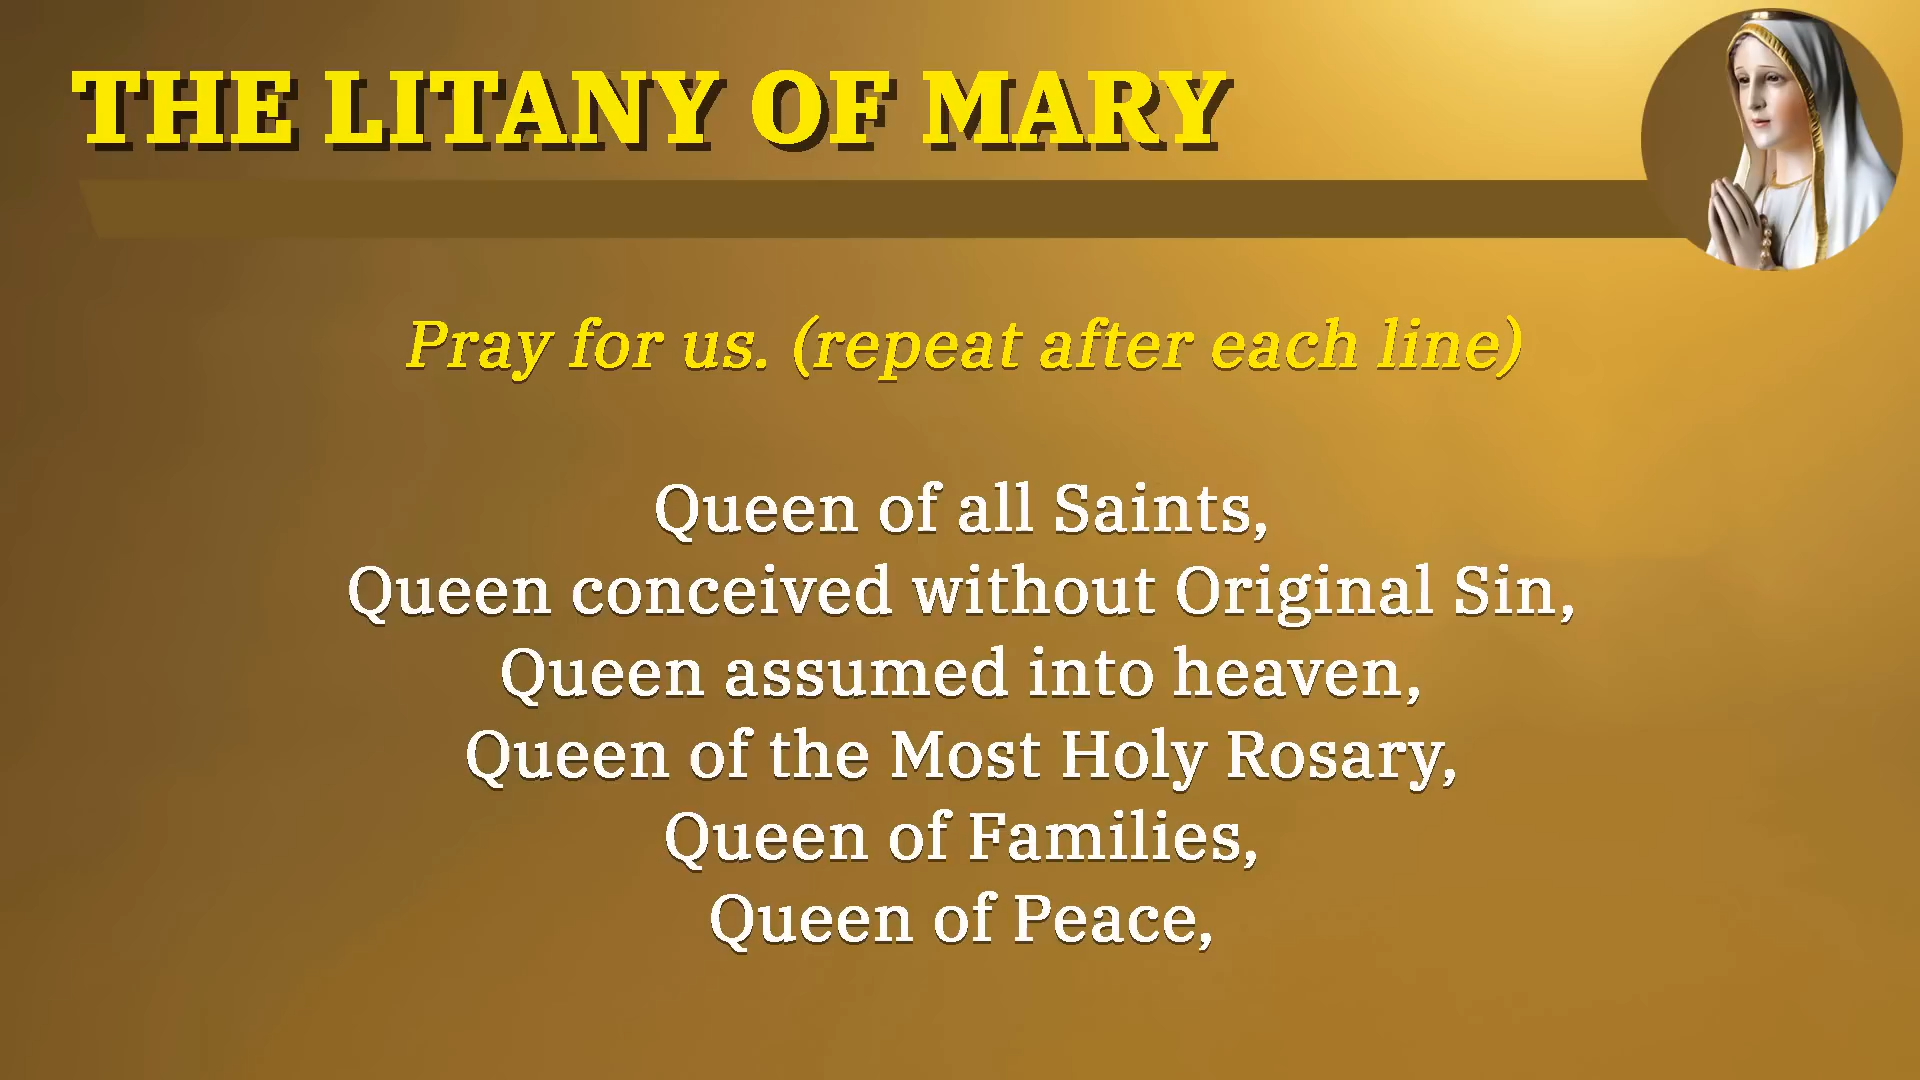 THE LITANY OF MARY
Pray for us. (repeat after each line)
Queen of all Saints,
Queen conceived without Original Sin,
Queen assumed into heaven,
Queen of the Most Holy Rosary,
Queen of Families,
Queen of Peace,